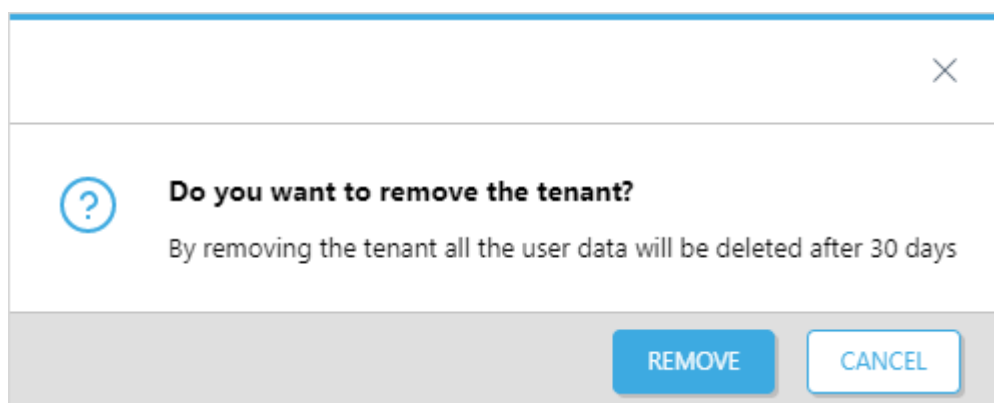 Do you want to remove the tenant?
By removing the tenant all the user data will be deleted after 30 days
REMOVE CANCEL